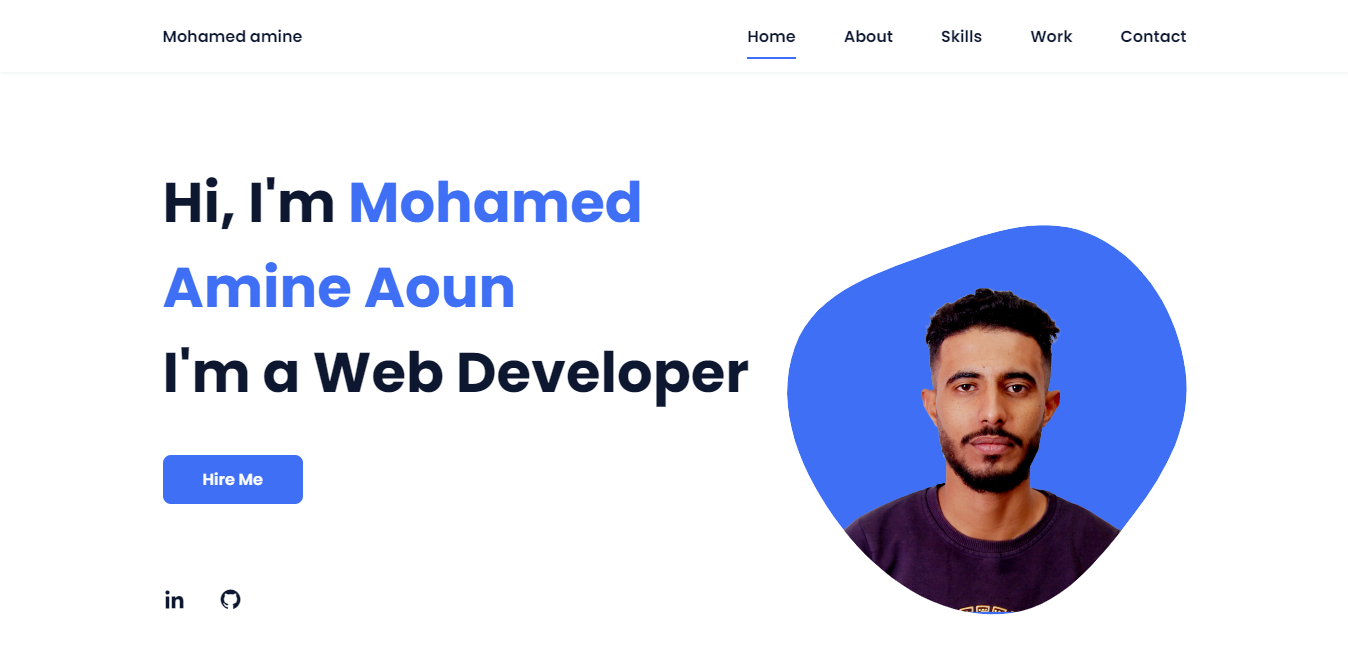 Mohamed amine
Home About Skills Work Contact
Hi, I'm Mohamed
Amine Aoun
I'm a Web Developer
Hire Me
in